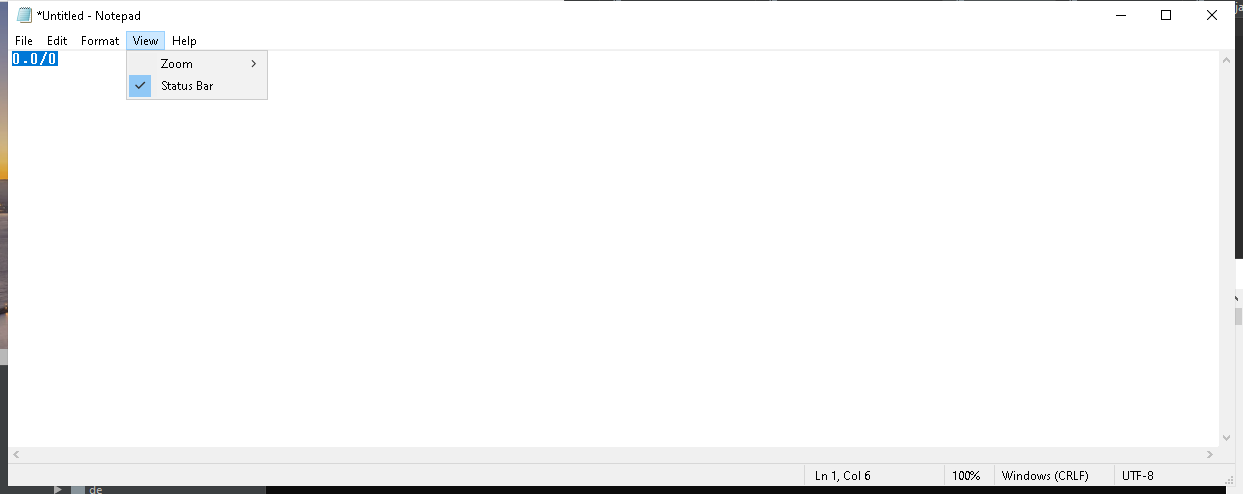 *Untitled - Notepad
File Edit Format View Help
0.0/0
Zoom
Status Bar
Ln 1, Col 6 100% Windows (CRLF) UTF-8
de